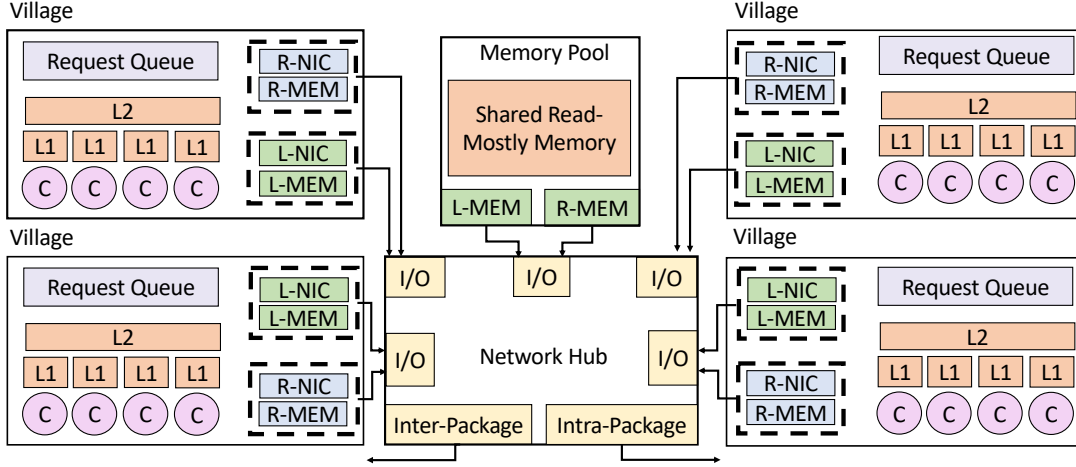 Village
Request Queue
R-NIC
R-MEM
L2
L1 L1 L1 L1
L-NIC
L-MEM
C C C C
Memory Pool
Shared Read-
Mostly Memory
L-MEM R-MEM
Village
R-NIC
R-MEM
Request Queue
L2
L-NIC
L-MEM
L1 L1 L1 L1
C C C C
Village
Request Queue
L-NIC
L-MEM
L2
L1 L1 L1 L1
R-NIC
R-MEM
C C C C
I/O I/O I/O
I/O Network Hub I/O
Inter-Package Intra-Package
Village
L-NIC
L-MEM
Request Queue
L2
R-NIC
R-MEM
L1 L1 L1 L1
C C C C